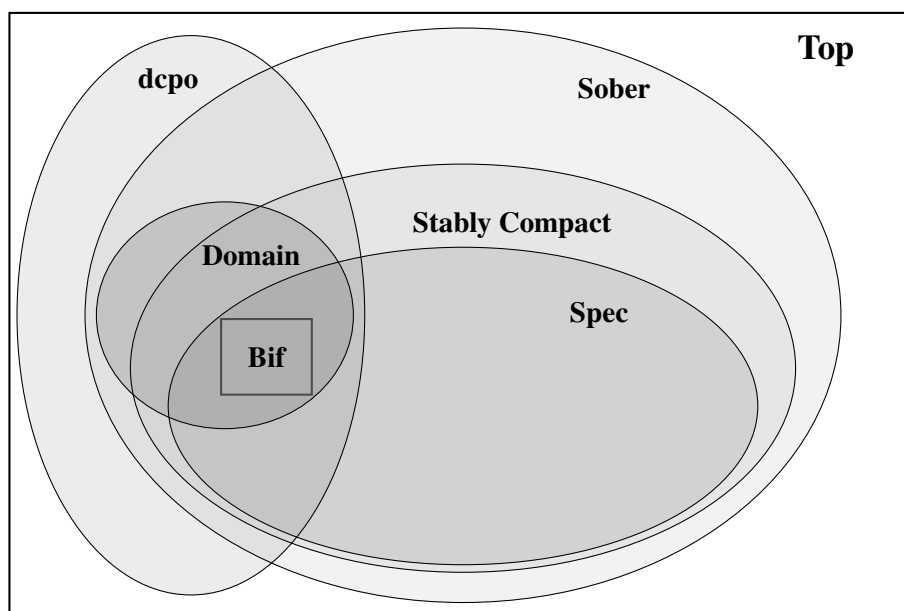 Top
dcpo
Sober
Stably Compact
Domain
Spec
Bif